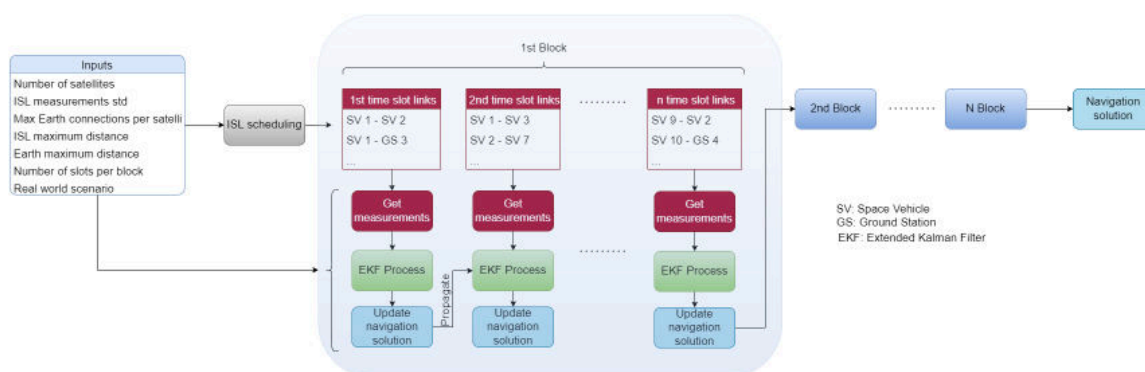 1st Block
Inputs
Number of satellites
ISL measurements std
Max Earth connections per satelli
ISL maximum distance
Earth maximum distance
Number of slots per block
Real world scenario
ISL scheduling
1st time slot links
SV 1 - SV 2
SV 1 - GS 3
...
2nd time slot links
SV 1 - SV 3
SV 2 - SV 7
...
.........
n time slot links
SV 9 - SV 2
SV 10 - GS 4
...
Get
measurements
Get
measurements
Get
measurements
EKF Process
EKF Process
.........
EKF Process
Update
navigation
solution
Propagate
Update
navigation
solution
Update
navigation
solution
2nd Block
.........
N Block
Navigation
solution
SV: Space Vehicle
GS: Ground Station
EKF: Extended Kalman Filter